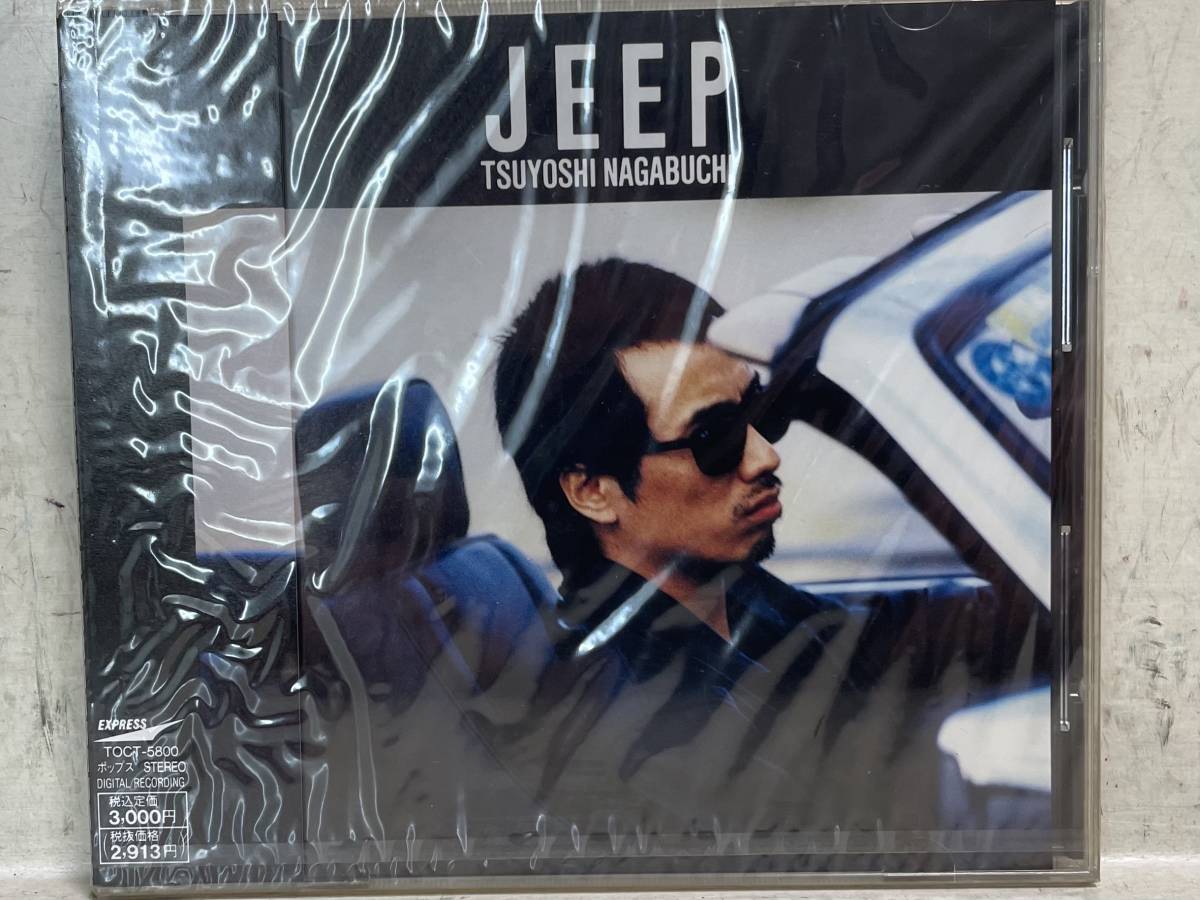 JEEP
TSUYOSHI NAGABUCHI
EXPRESS
TOCT-5800
ポップス STEREO
DIGITAL RECORDING
税込定価
3,000円
(税抜価格
2,913円)